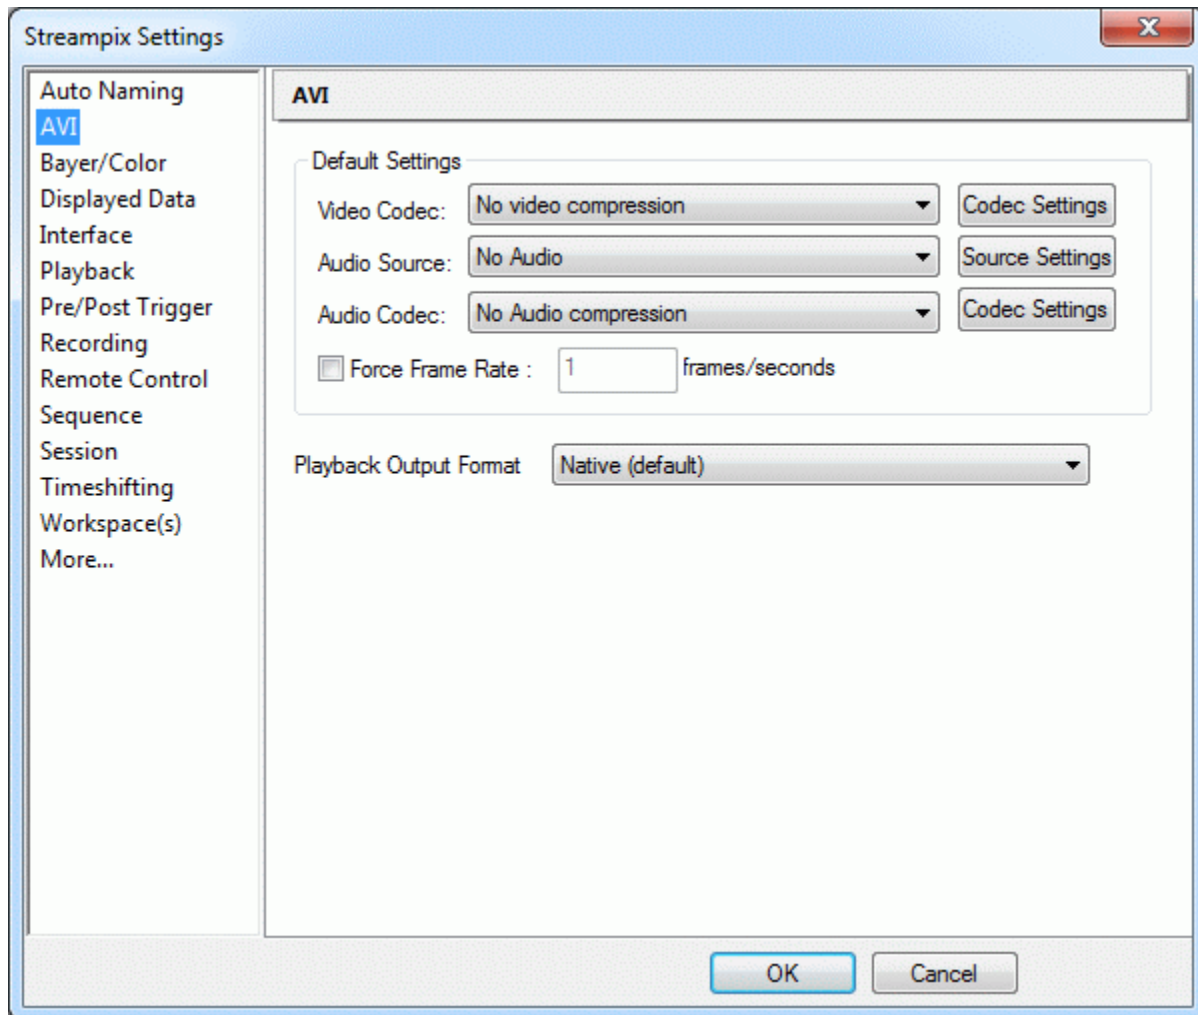 Streampix Settings
Auto Naming
AVI
Bayer/Color
Displayed Data
Interface
Playback
Pre/Post Trigger
Recording
Remote Control
Sequence
Session
Timeshifting
Workspace(s)
More...
AVI
Default Settings
Video Codec: No video compression Codec Settings
Audio Source: No Audio Source Settings
Audio Codec: No Audio compression Codec Settings
Force Frame Rate : 1 frames/seconds
Playback Output Format Native (default)
OK Cancel